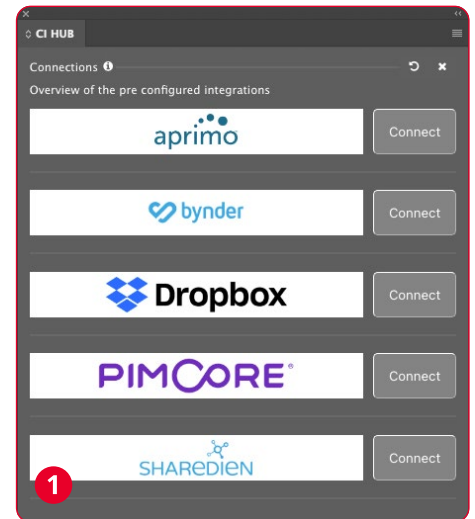 CI HUB
Connections
Overview of the pre configured integrations
aprimo
Connect
bynder
Connect
Dropbox
Connect
PIMCORE®
Connect
SHAREDIEN
Connect
1